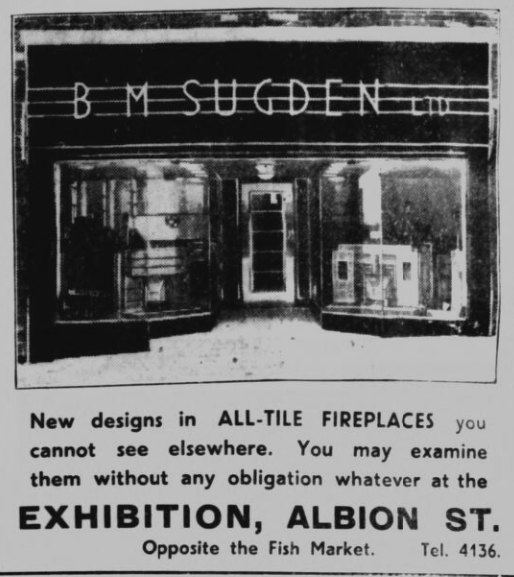 B M SUGDEN LTD
New designs in ALL-TILE FIREPLACES you
cannot see elsewhere. You may examine
them without any obligation whatever at the
EXHIBITION, ALBION ST.
Opposite the Fish Market. Tel. 4136.